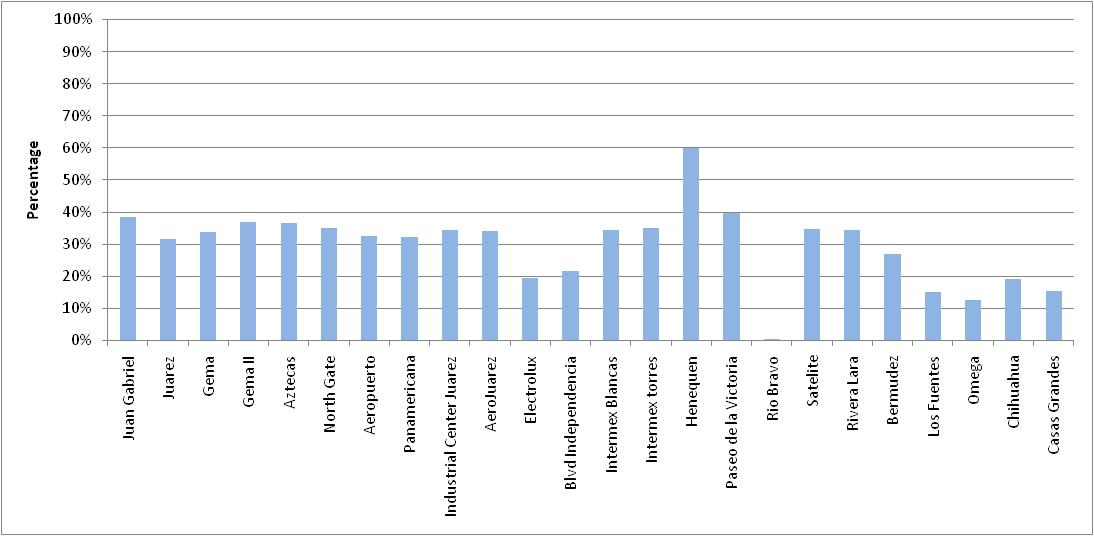 100%
90%
80%
70%
60%
50%
40%
30%
20%
10%
0%
Percentage
Juan Gabriel
Juarez
Gema
Gema II
Aztecas
North Gate
Aeropuerto
Panamericana
Industrial Center Juarez
AeroJuarez
Electrolux
Blvd Independencia
Intermex Blancas
Intermex torres
Henequen
Paseo de la Victoria
Rio Bravo
Satelite
Rivera Lara
Bermudez
Los Fuentes
Omega
Chihuahua
Casas Grandes